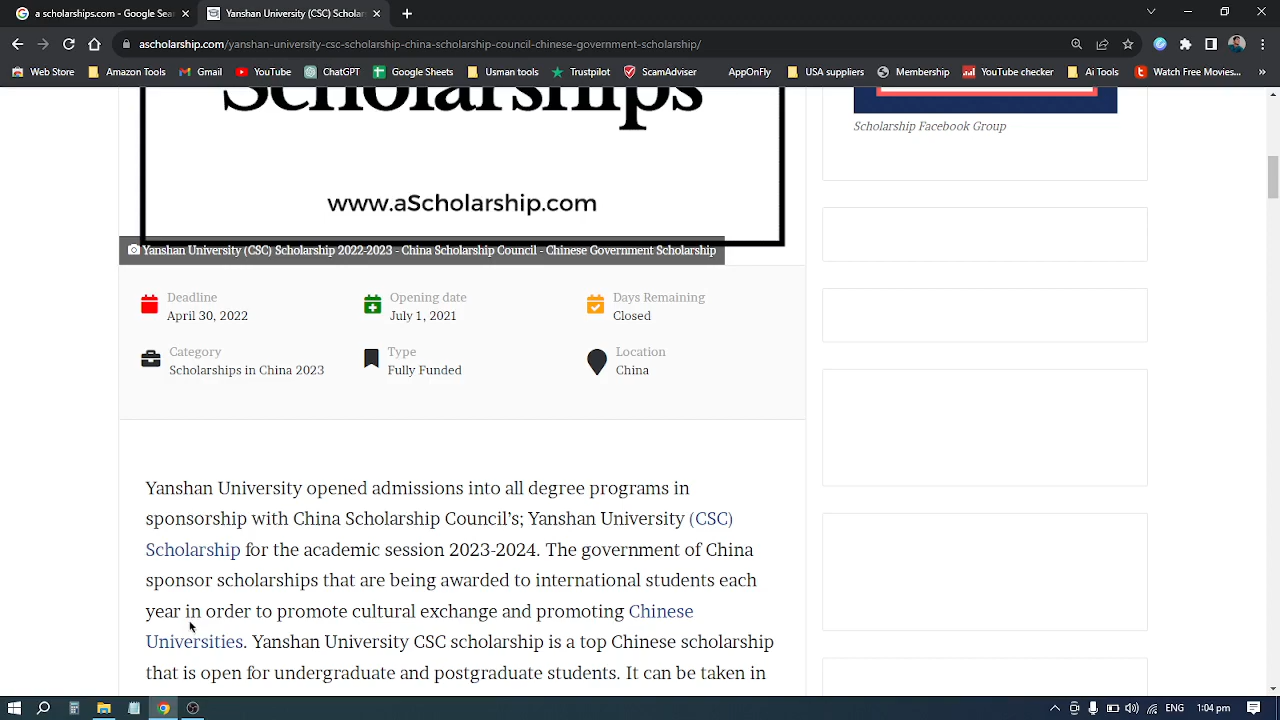 a scholarship.com - Google Sear
Yanshan University (CSC) Scholar
ascholarship.com/yanshan-university-csc-scholarship-china-scholarship-council-chinese-government-scholarship/
Web Store Amazon Tools Gmail YouTube ChatGPT Google Sheets Usman tools Trustpilot ScamAdviser AppOnFly USA suppliers Membership YouTube checker Ai Tools Watch Free Movies... »
Scholarships
Scholarship Facebook Group
www.aScholarship.com
Yanshan University (CSC) Scholarship 2022-2023 - China Scholarship Council - Chinese Government Scholarship
Deadline Opening date Days Remaining
April 30, 2022 July 1, 2021 Closed
Category Type Location
Scholarships in China 2023 Fully Funded China
Yanshan University opened admissions into all degree programs in
sponsorship with China Scholarship Council's; Yanshan University (CSC)
Scholarship for the academic session 2023-2024. The government of China
sponsor scholarships that are being awarded to international students each
year in order to promote cultural exchange and promoting Chinese
Universities. Yanshan University CSC scholarship is a top Chinese scholarship
that is open for undergraduate and postgraduate students. It can be taken in
ENG 1:04 pm